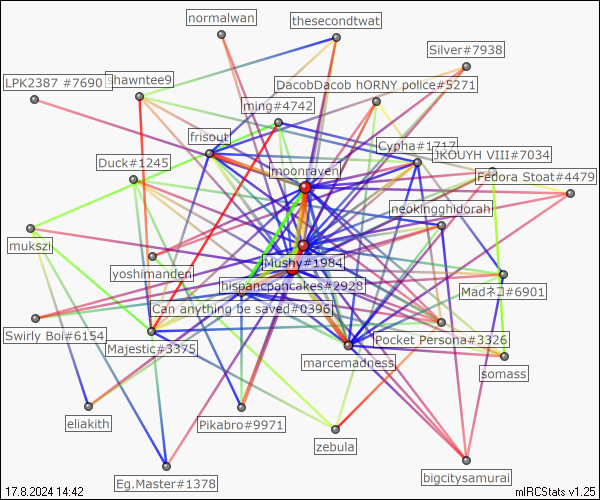 normalwan
thesecondtwat
Silver#7938
LPK2387 #7690
shawntee9
DacobDacob hORNY police#5271
ming#4742
frisout
Cypha#1717
JKOUYH VIII#7034
Duck#1245
moonraven
Fedora Stoat#4479
neokingghidorah
mukszi
yoshimanden
Mushy#1984
hispancpancakes#2928
Madネコ#6901
Can anything be saved#0396
Swirly Boi#6154
Majestic#3375
Pocket Persona#3326
marcemadness
somass
eliakith
Pikabro#9971
zebula
Eg.Master#1378
bigcitysamurai
17.8.2024 14:42
mIRCStats v1.25